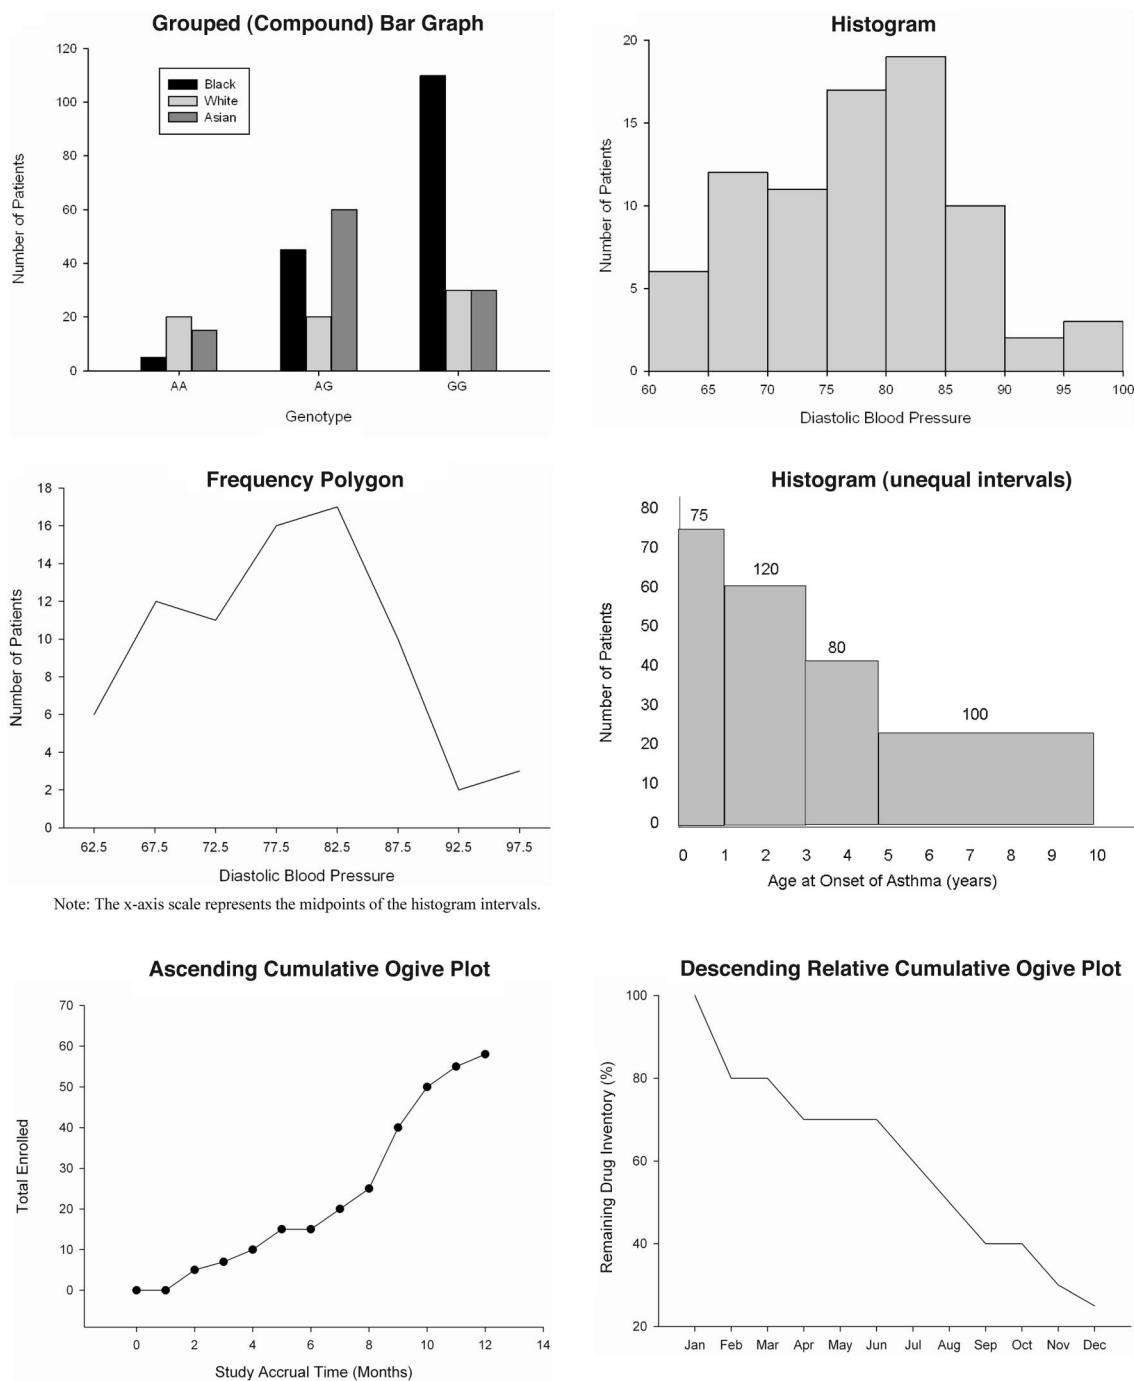 Grouped (Compound) Bar Graph
120
100
80
60
40
20
0
Number of Patients
Black
White
Asian
AA AG GG
Genotype
Histogram
20
15
10
5
0
Number of Patients
60 65 70 75 80 85 90 95 100
Diastolic Blood Pressure
Frequency Polygon
18
16
14
12
10
8
6
4
2
0
Number of Patients
62.5 67.5 72.5 77.5 82.5 87.5 92.5 97.5
Diastolic Blood Pressure
Note: The x-axis scale represents the midpoints of the histogram intervals.
Histogram (unequal intervals)
80
70
60
50
40
30
20
10
0
Number of Patients
75
120
80
100
0 1 2 3 4 5 6 7 8 9 10
Age at Onset of Asthma (years)
Ascending Cumulative Ogive Plot
70
60
50
40
30
20
10
0
Total Enrolled
0 2 4 6 8 10 12 14
Study Accrual Time (Months)
Descending Relative Cumulative Ogive Plot
100
80
60
40
20
Remaining Drug Inventory (%)
Jan Feb Mar Apr May Jun Jul Aug Sep Oct Nov Dec